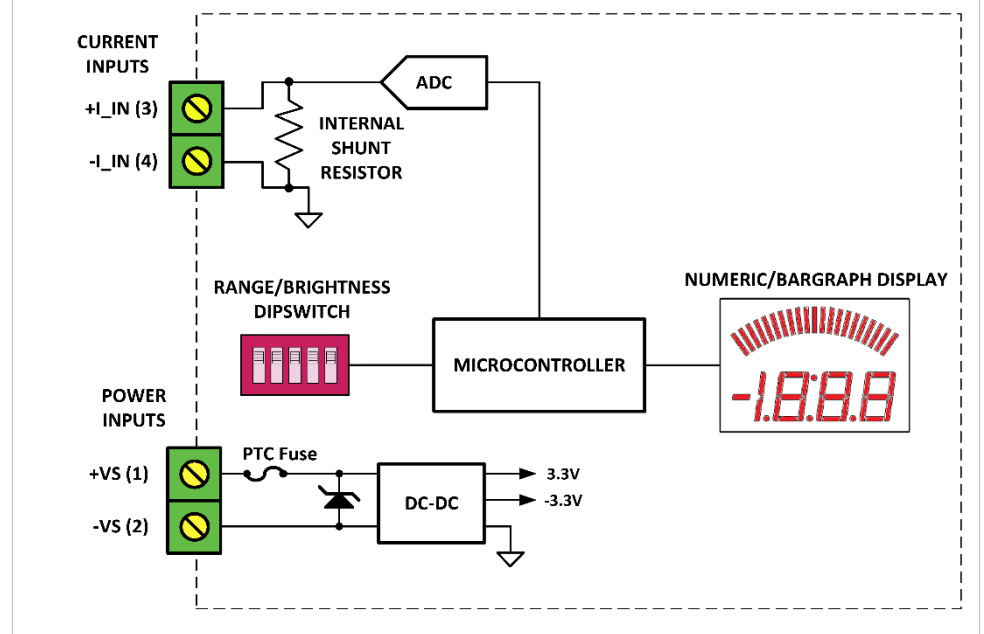 CURRENT
INPUTS
+I_IN (3)
-I_IN (4)
ADC
INTERNAL
SHUNT
RESISTOR
RANGE/BRIGHTNESS
DIPSWITCH
MICROCONTROLLER
NUMERIC/BARGRAPH DISPLAY
-1.8:8.8
POWER
INPUTS
+VS (1)
-VS (2)
PTC Fuse
DC-DC
3.3V
-3.3V